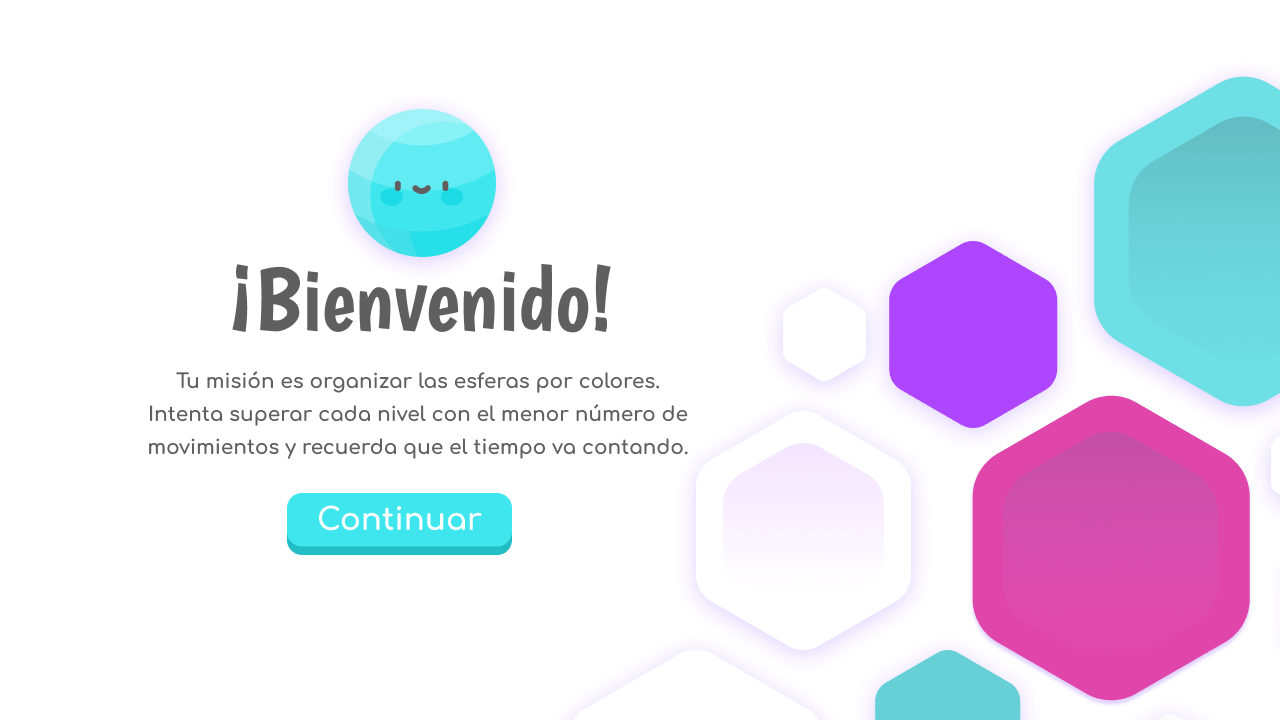 ¡Bienvenido!
Tu misión es organizar las esferas por colores.
Intenta superar cada nivel con el menor número de
movimientos y recuerda que el tiempo va contando.
Continuar